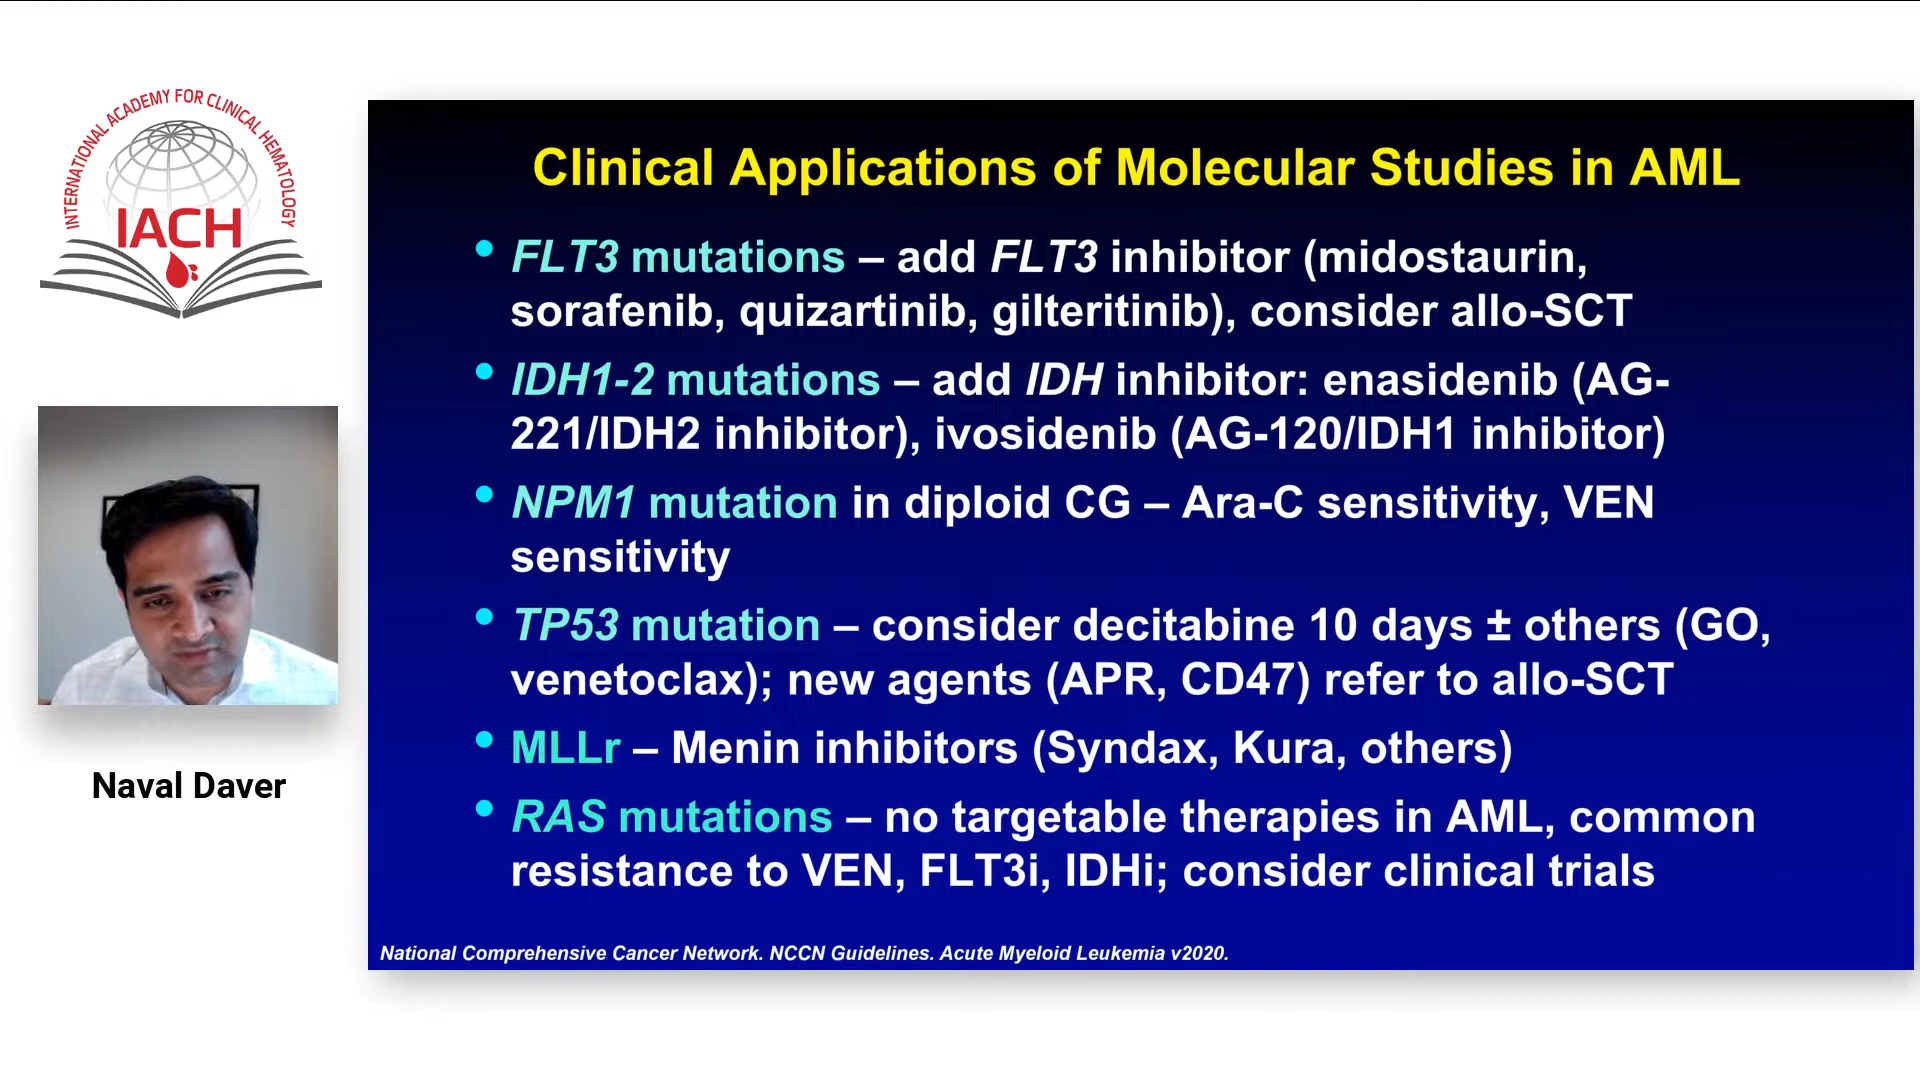 INTERNATIONAL ACADEMY FOR CLINICAL HEMATOLOGY
IACH
Naval Daver
Clinical Applications of Molecular Studies in AML
• FLT3 mutations – add FLT3 inhibitor (midostaurin,
sorafenib, quizartinib, gilteritinib), consider allo-SCT
• IDH1-2 mutations – add IDH inhibitor: enasidenib (AG-
221/IDH2 inhibitor), ivosidenib (AG-120/IDH1 inhibitor)
• NPM1 mutation in diploid CG – Ara-C sensitivity, VEN
sensitivity
• TP53 mutation – consider decitabine 10 days ± others (GO,
venetoclax); new agents (APR, CD47) refer to allo-SCT
• MLLr – Menin inhibitors (Syndax, Kura, others)
• RAS mutations – no targetable therapies in AML, common
resistance to VEN, FLT3i, IDHi; consider clinical trials
National Comprehensive Cancer Network. NCCN Guidelines. Acute Myeloid Leukemia v2020.